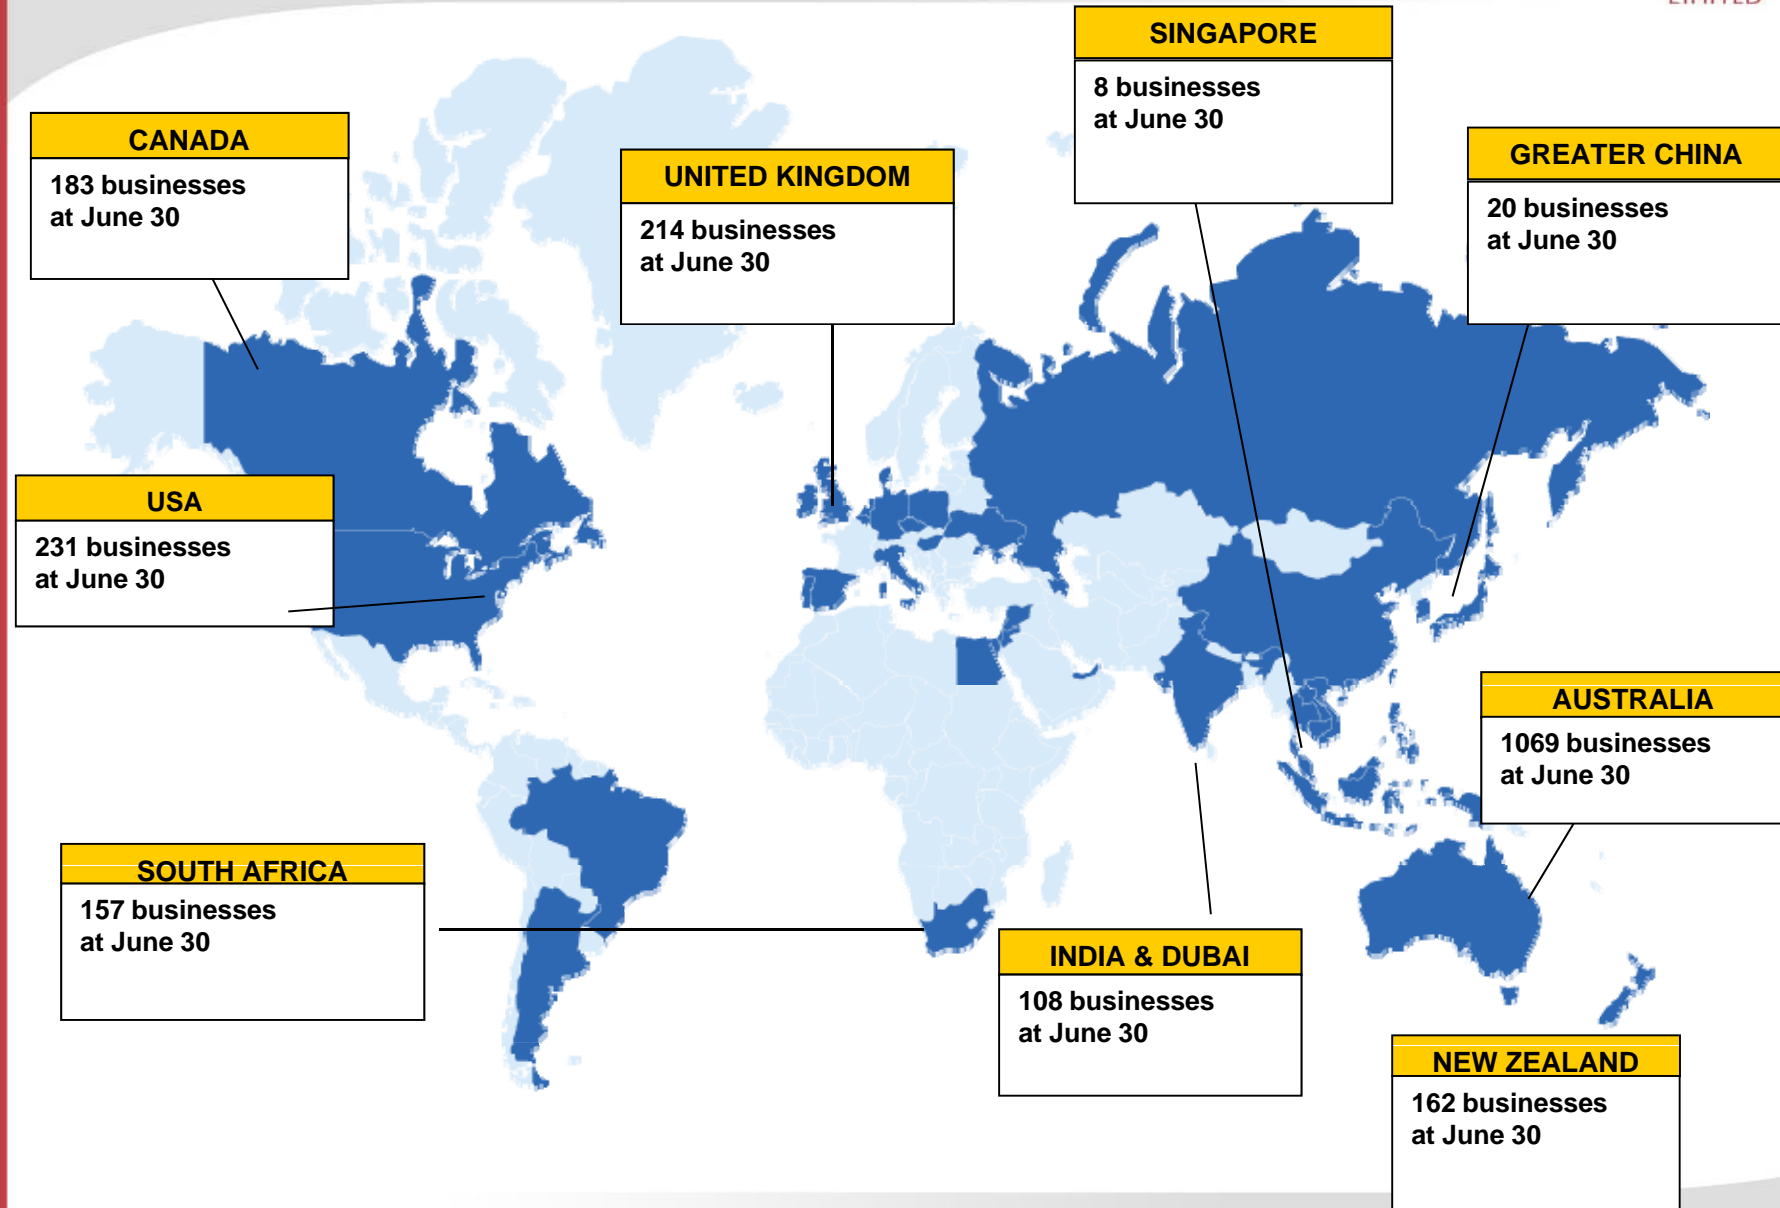 LIMITED
SINGAPORE
8 businesses
at June 30
CANADA
183 businesses
at June 30
UNITED KINGDOM
214 businesses
at June 30
GREATER CHINA
20 businesses
at June 30
USA
231 businesses
at June 30
AUSTRALIA
1069 businesses
at June 30
SOUTH AFRICA
157 businesses
at June 30
INDIA & DUBAI
108 businesses
at June 30
NEW ZEALAND
162 businesses
at June 30